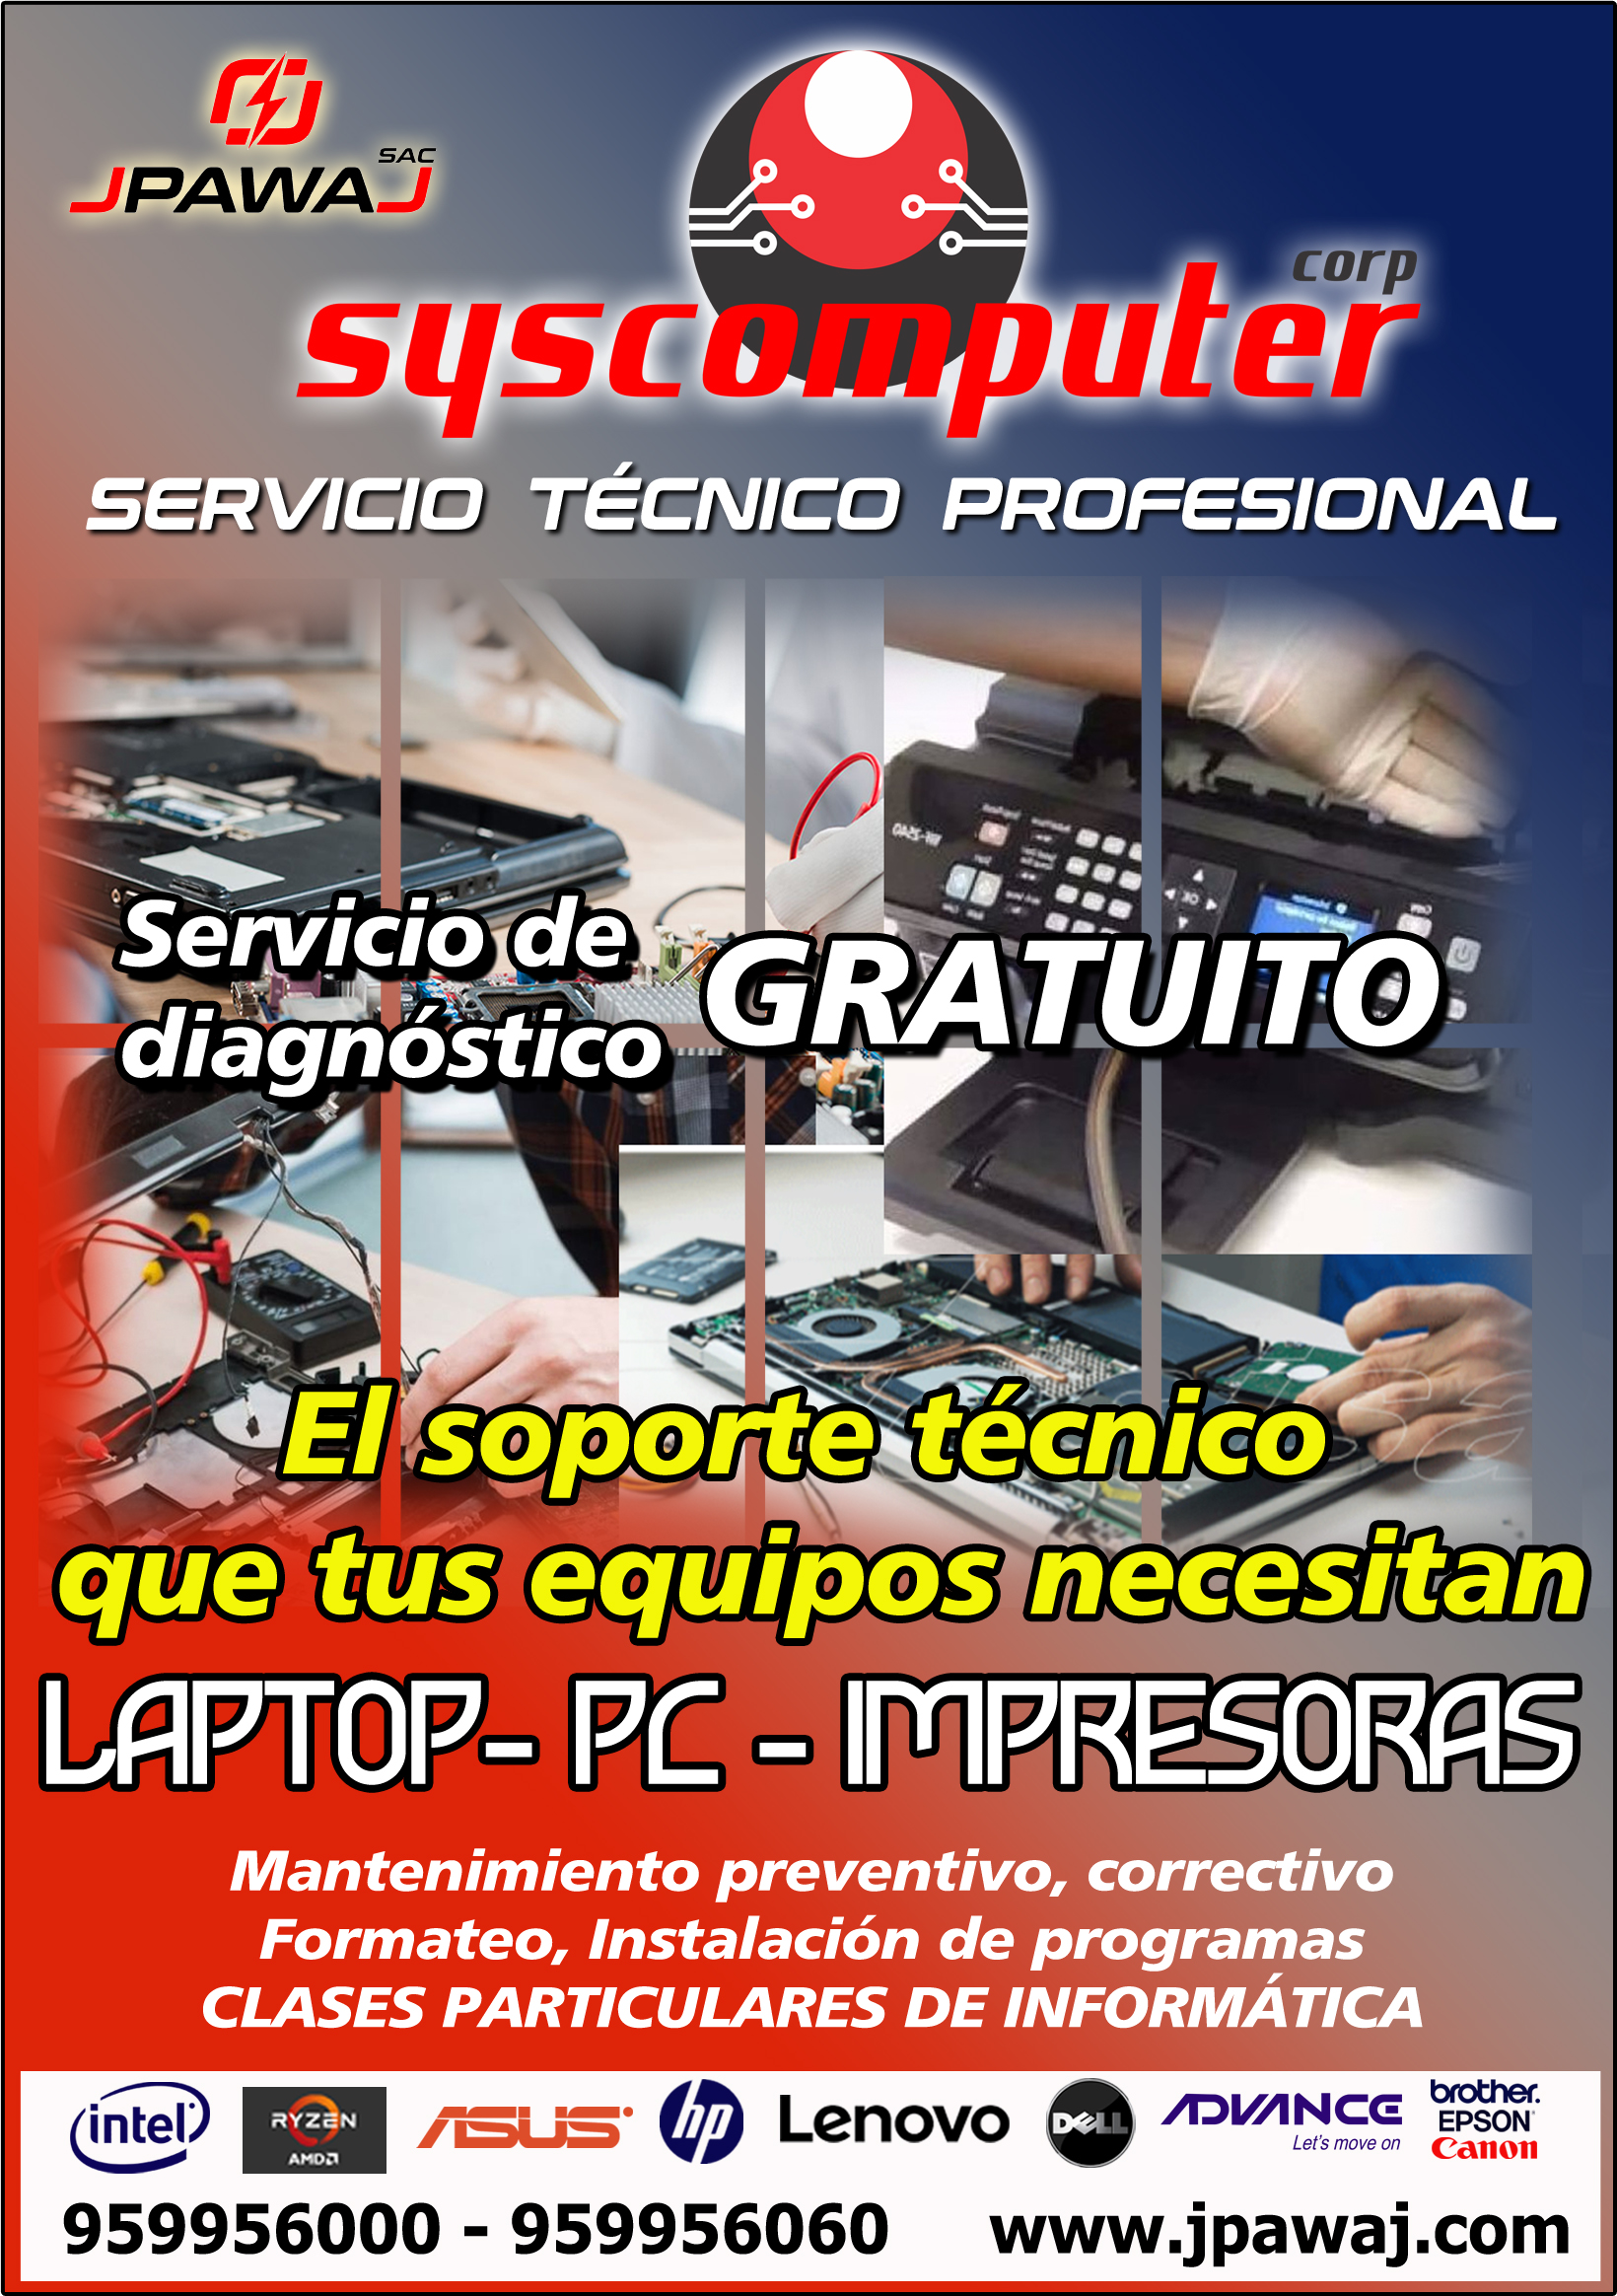 JPAWAJ SAC
syscomputer corp
SERVICIO TÉCNICO PROFESIONAL
Servicio de
diagnóstico
GRATUITO
El soporte técnico
que tus equipos necesitan
LAPTOP- PC - IMPRESORAS
Mantenimiento preventivo, correctivo
Formateo, Instalación de programas
CLASES PARTICULARES DE INFORMÁTICA
intel
RYZEN
AMD
ASUS
hp
Lenovo
DELL
ADVANCE
Let's move on
brother.
EPSON
Canon
959956000 - 959956060
www.jpawaj.com